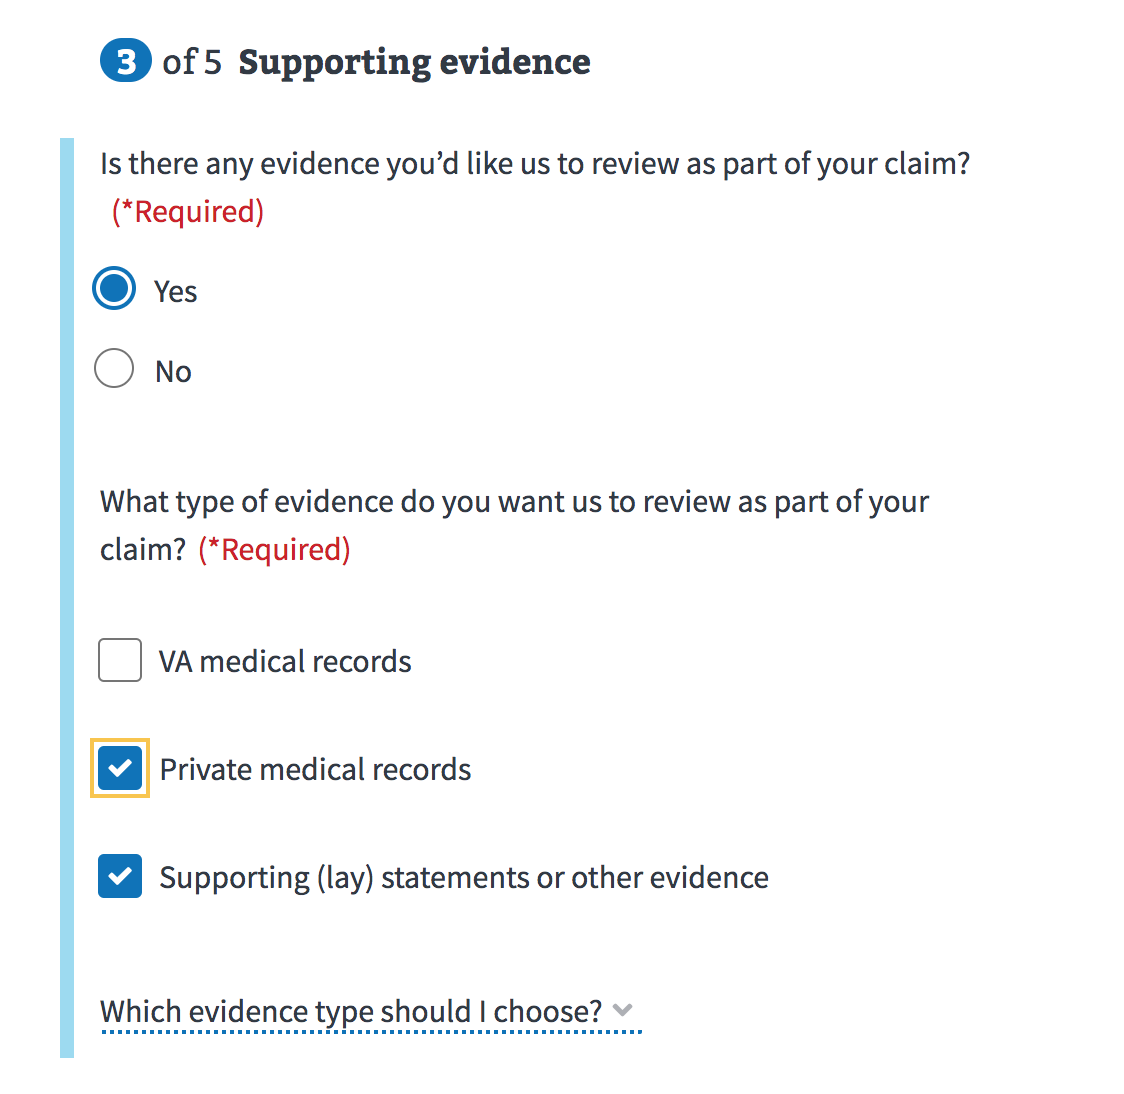 3 of 5 Supporting evidence
Is there any evidence you’d like us to review as part of your claim?
(*Required)
Yes
No
What type of evidence do you want us to review as part of your
claim? (*Required)
VA medical records
Private medical records
Supporting (lay) statements or other evidence
Which evidence type should I choose?